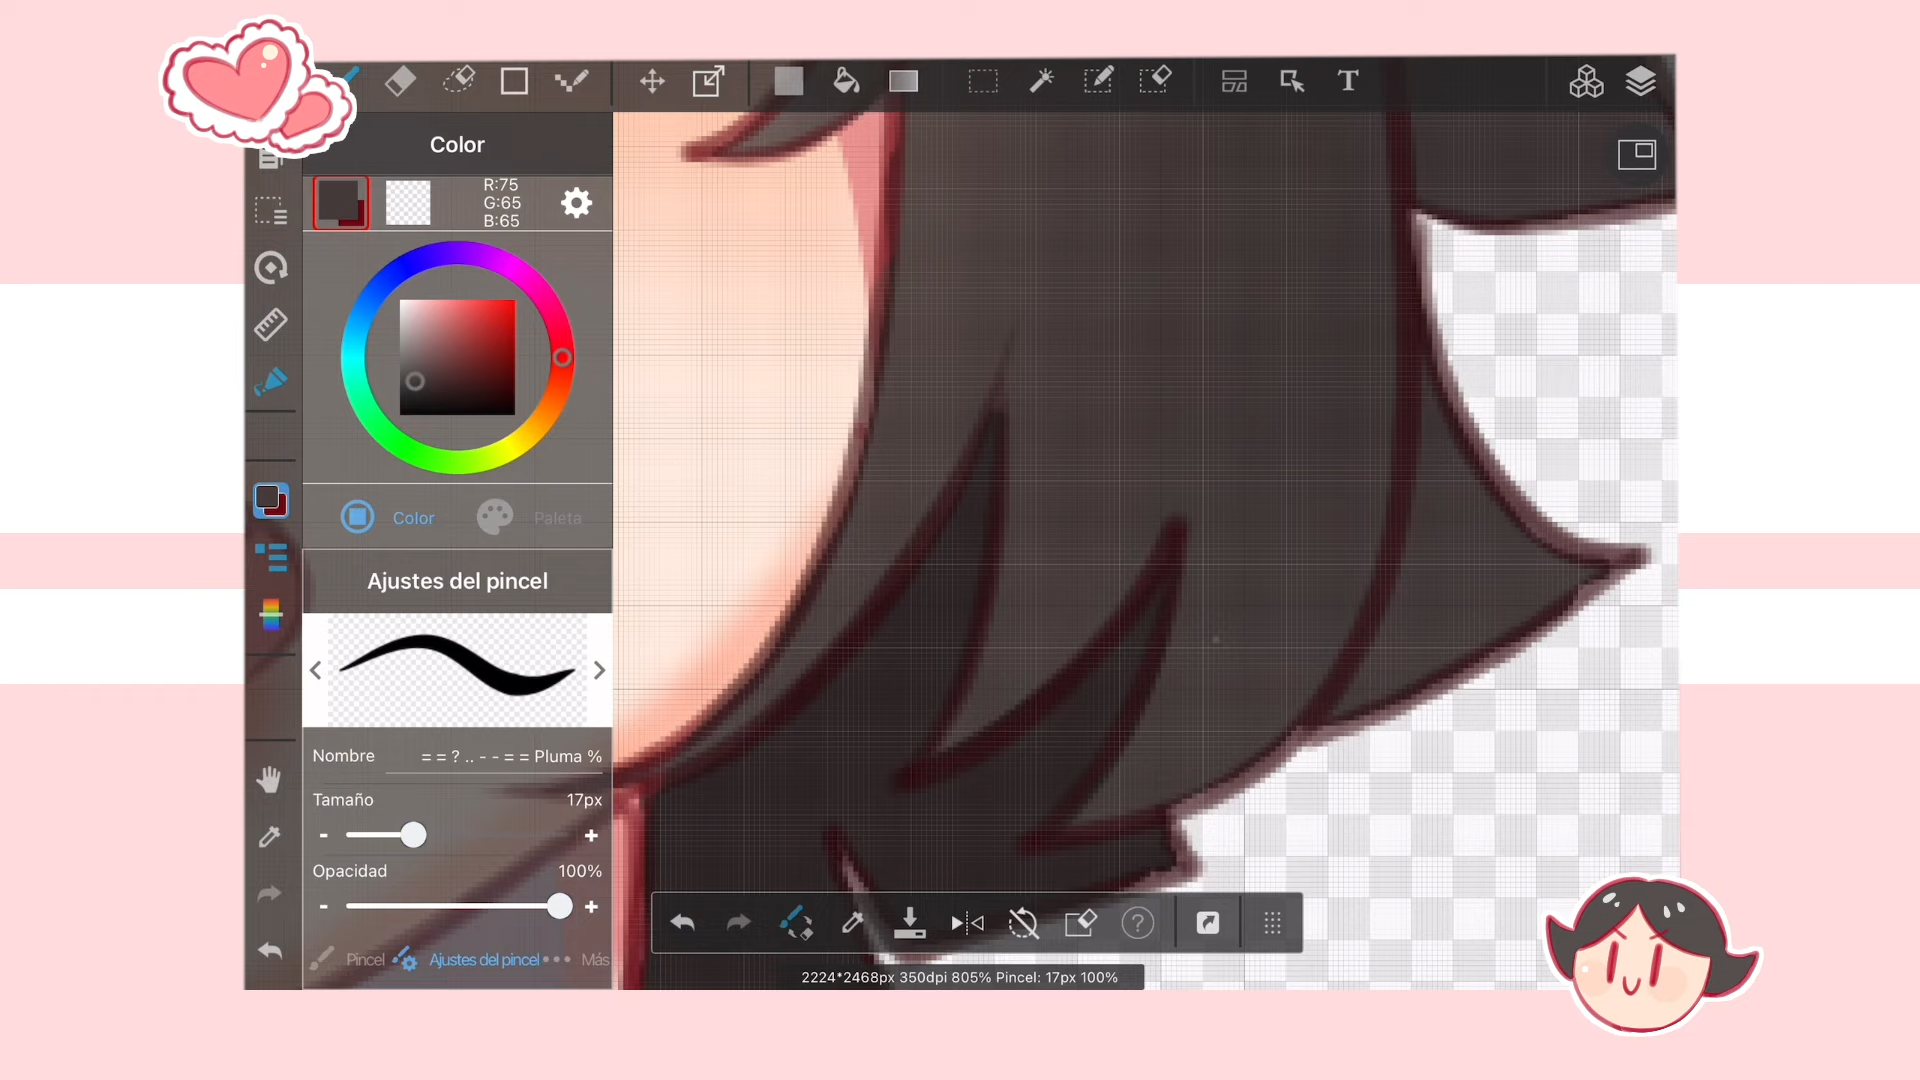 Color
R:75
G:65
B:65
Color
Paleta
Ajustes del pincel
Nombre
= = ? .. - - = = Pluma %
Tamaño
17px
- +
Opacidad
100%
- +
Pincel
Ajustes del pincel
Más
T
?
2224*2468px 350dpi 805% Pincel: 17px 100%